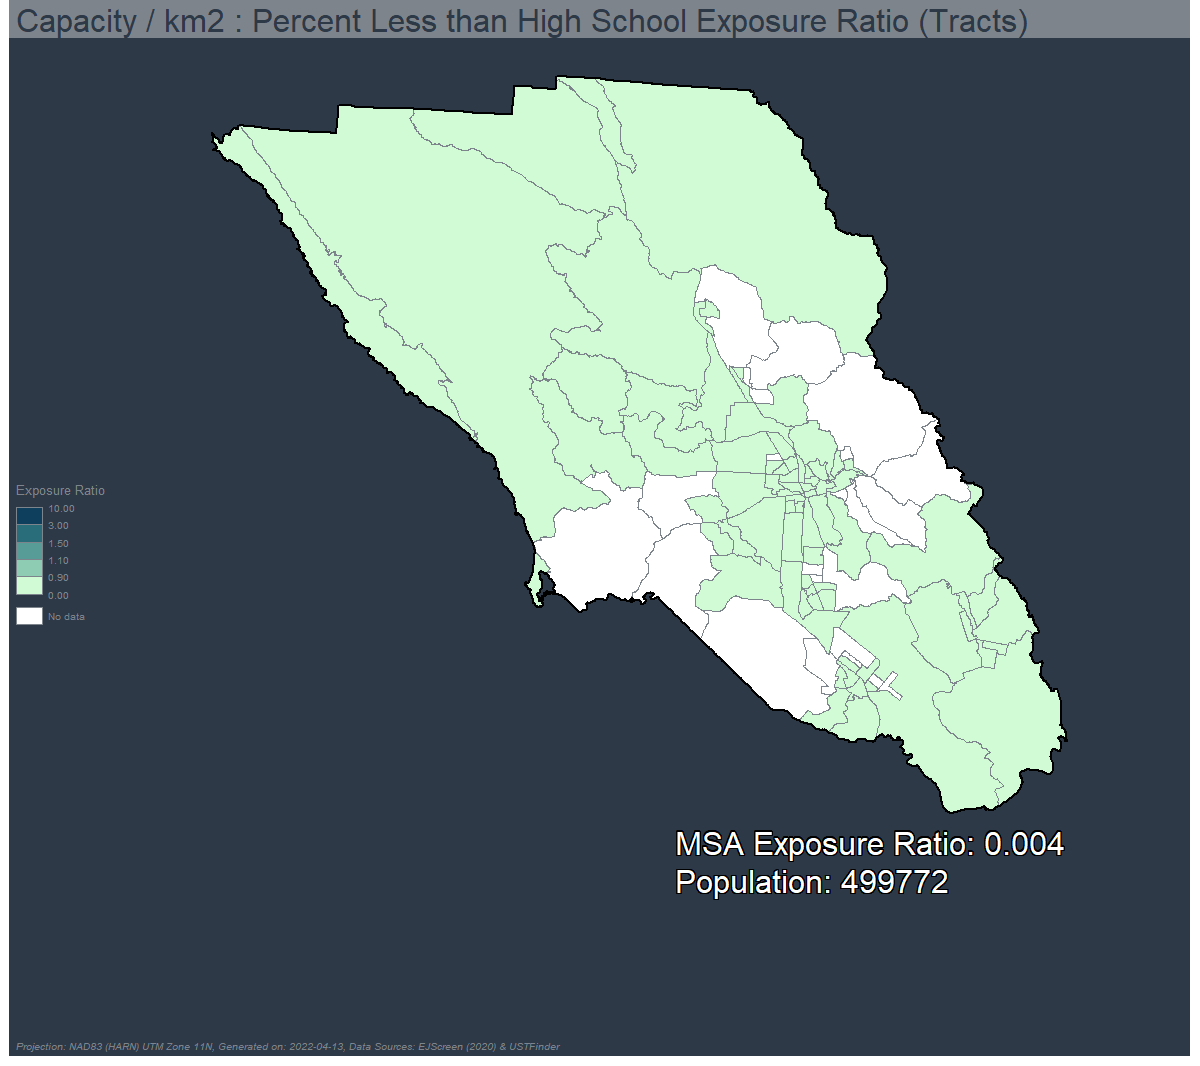 Capacity / km2 : Percent Less than High School Exposure Ratio (Tracts)
Exposure Ratio
10.00
3.00
1.50
1.10
0.90
0.00
No data
MSA Exposure Ratio: 0.004
Population: 499772
Projection: NAD83 (HARN) UTM Zone 11N, Generated on: 2022-04-13, Data Sources: EJScreen (2020) & USTFinder